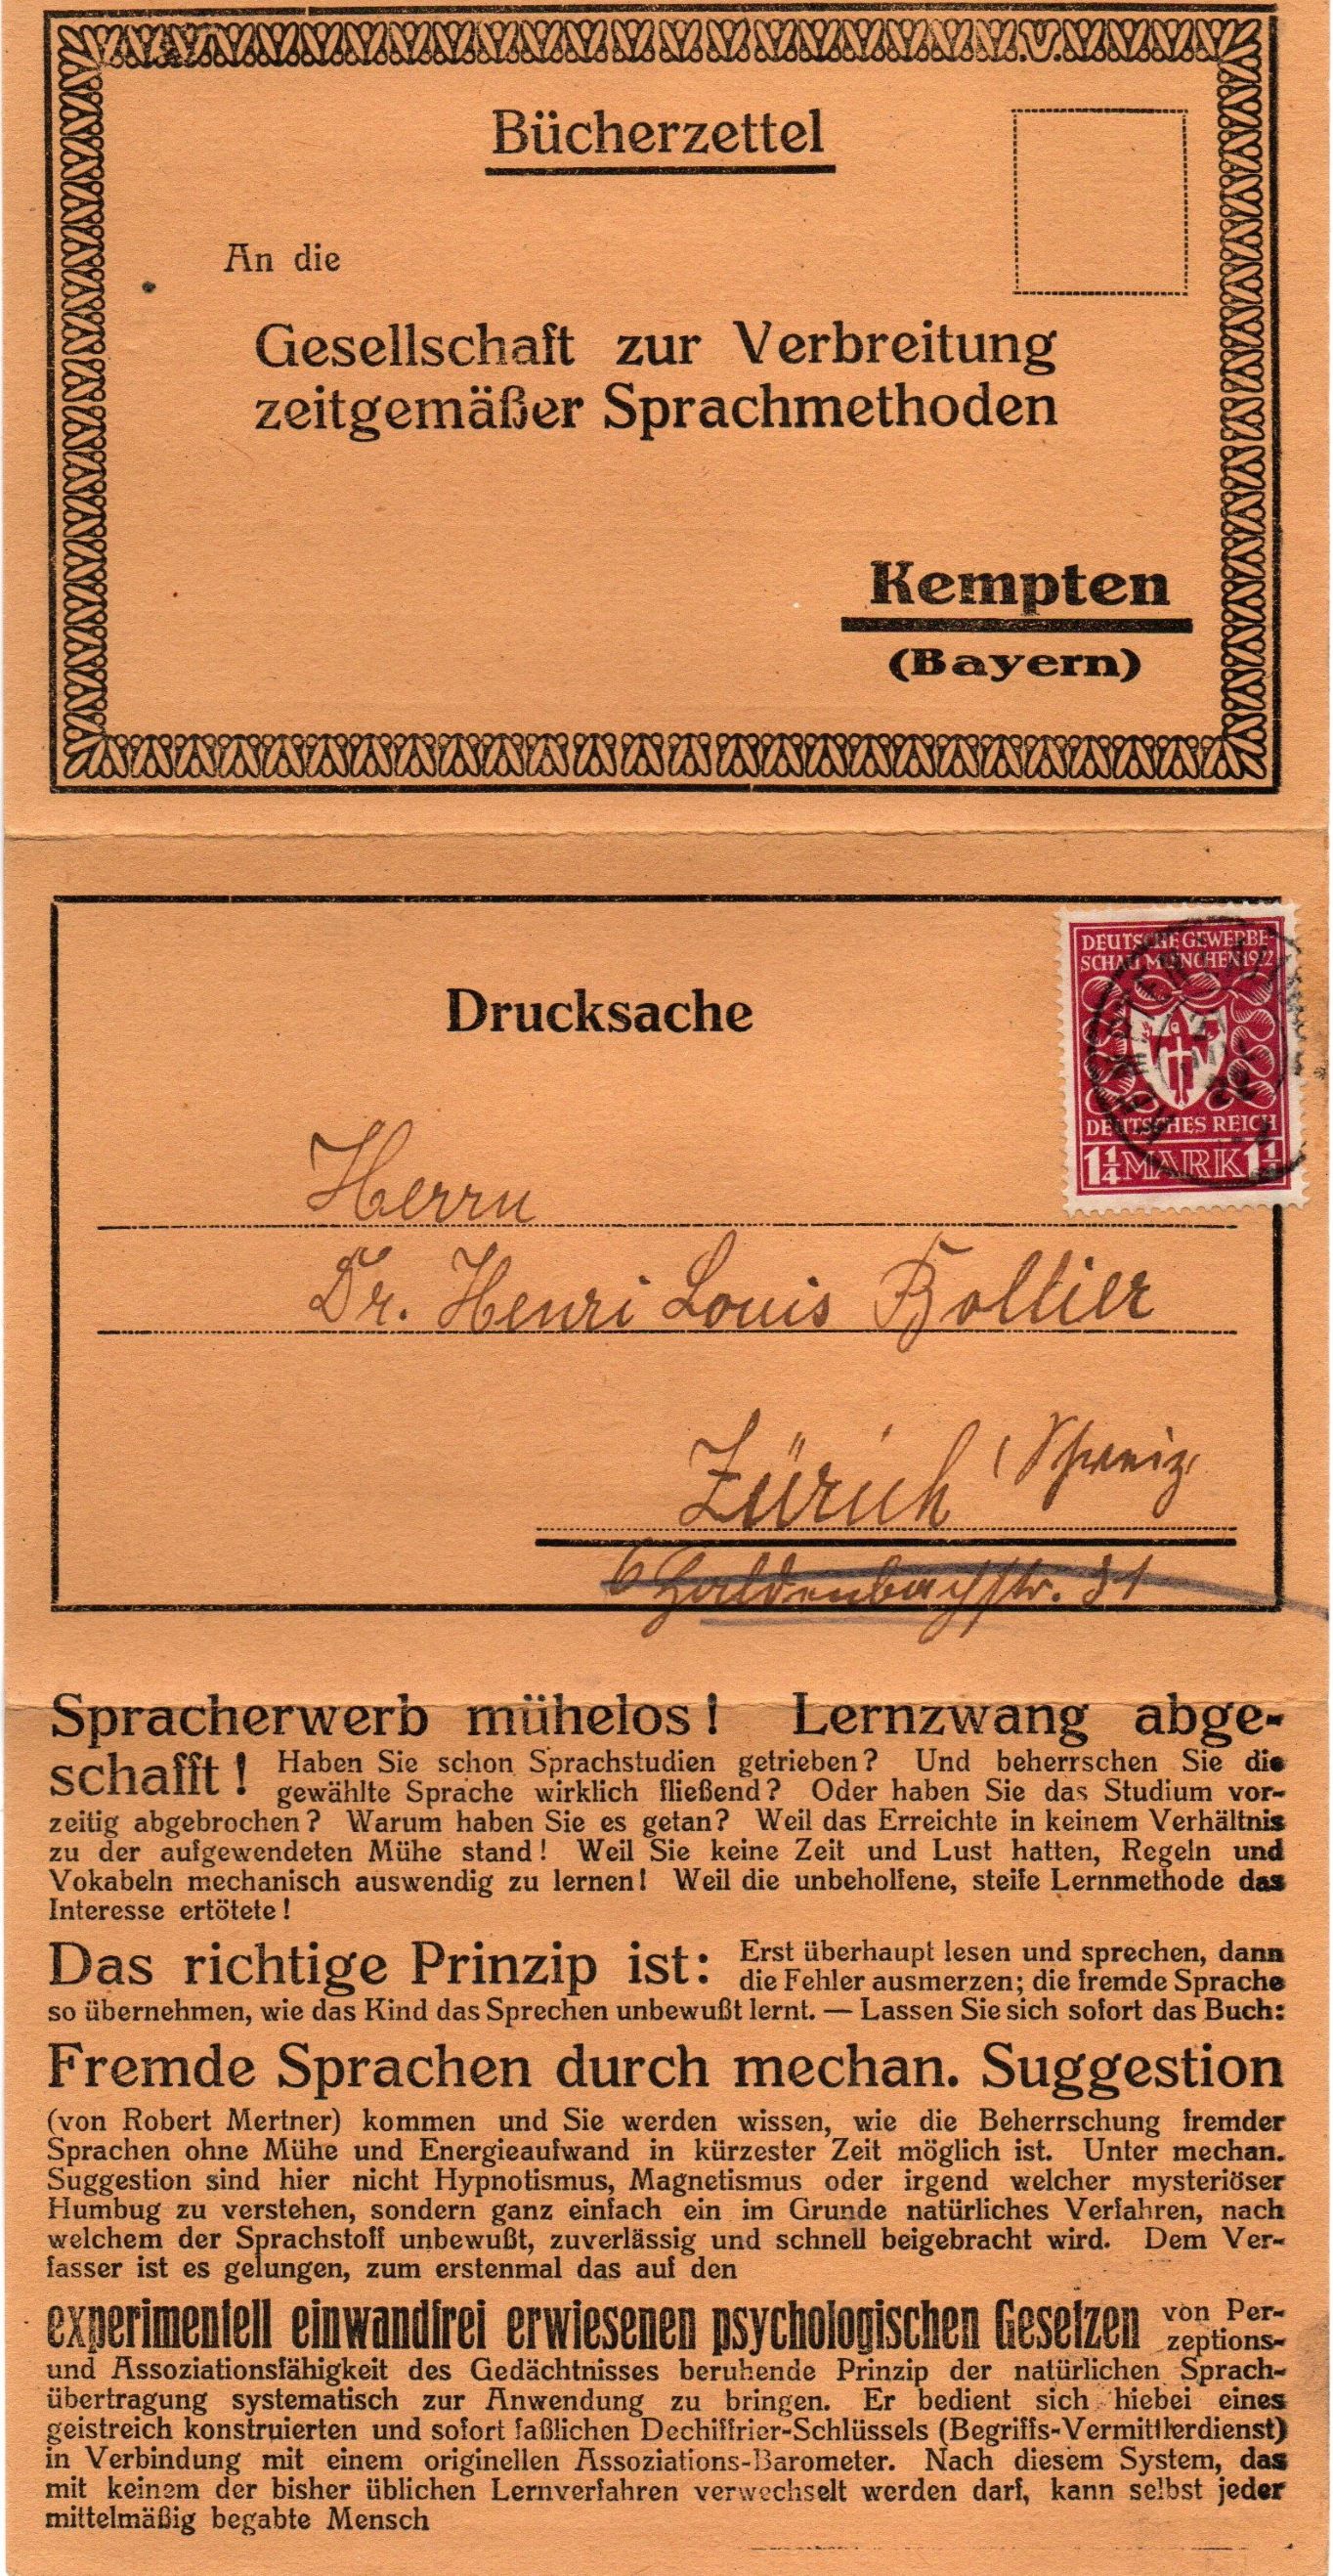 Bücherzettel
An die
Gesellschaft zur Verbreitung
zeitgemäßer Sprachmethoden
Kempten
(Bayern)
Drucksache
DEUTSCHE GEWERBE-
SCHAU MÜNCHEN 1922
DEUTSCHES REICH
1¼ MARK 1¼
Herrn
Dr. Henri Louis Bollier
Zürich (Schweiz)
6 Haldenbachstr. 31
Spracherwerb mühelos! Lernzwang abge-
schafft! Haben Sie schon Sprachstudien getrieben? Und beherrschen Sie die
gewählte Sprache wirklich fließend? Oder haben Sie das Studium vor-
zeitig abgebrochen? Warum haben Sie es getan? Weil das Erreichte in keinem Verhältnis
zu der aufgewendeten Mühe stand! Weil Sie keine Zeit und Lust hatten, Regeln und
Vokabeln mechanisch auswendig zu lernen! Weil die unbeholfene, steife Lernmethode das
Interesse ertötete!
Das richtige Prinzip ist: Erst überhaupt lesen und sprechen, dann
die Fehler ausmerzen; die fremde Sprache
so übernehmen, wie das Kind das Sprechen unbewußt lernt. — Lassen Sie sich sofort das Buch:
Fremde Sprachen durch mechan. Suggestion
(von Robert Mertner) kommen und Sie werden wissen, wie die Beherrschung fremder
Sprachen ohne Mühe und Energieaufwand in kürzester Zeit möglich ist. Unter mechan.
Suggestion sind hier nicht Hypnotismus, Magnetismus oder irgend welcher mysteriöser
Humbug zu verstehen, sondern ganz einfach ein im Grunde natürliches Verfahren, nach
welchem der Sprachstoff unbewußt, zuverlässig und schnell beigebracht wird. Dem Ver-
fasser ist es gelungen, zum erstenmal das auf den
experimentell einwandfrei erwiesenen psychologischen Gesetzen von Per-
zeptions-
und Assoziationsfähigkeit des Gedächtnisses beruhende Prinzip der natürlichen Sprach-
übertragung systematisch zur Anwendung zu bringen. Er bedient sich hiebei eines
geistreich konstruierten und sofort faßlichen Dechiffrier-Schlüssels (Begriffs-Vermittlerdienst)
in Verbindung mit einem originellen Assoziations-Barometer. Nach diesem System, das
mit keinem der bisher üblichen Lernverfahren verwechselt werden darf, kann selbst jeder
mittelmäßig begabte Mensch